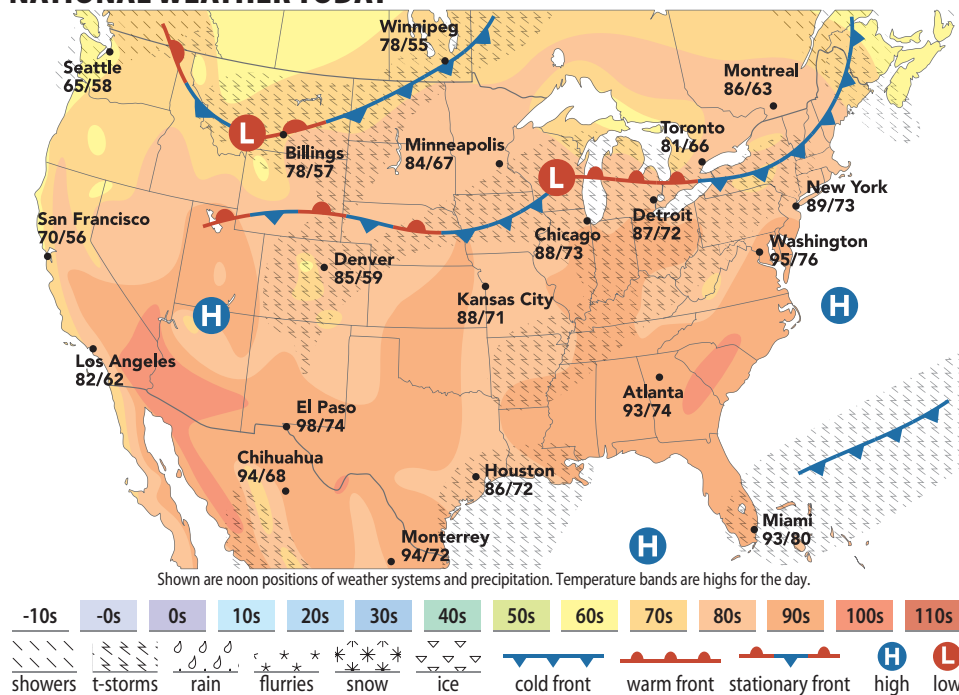 NATIONAL WEATHER TODAY
Winnipeg
78/55
Seattle
65/58
Montreal
86/63
Toronto
81/66
Billings
78/57
Minneapolis
84/67
New York
89/73
San Francisco
70/56
Detroit
87/72
Chicago
88/73
Washington
95/76
Denver
85/59
Kansas City
88/71
Los Angeles
82/62
Atlanta
93/74
El Paso
98/74
Chihuahua
94/68
Houston
86/72
Miami
93/80
Monterrey
94/72
L
L
H
H
H
Shown are noon positions of weather systems and precipitation. Temperature bands are highs for the day.
-10s -0s 0s 10s 20s 30s 40s 50s 60s 70s 80s 90s 100s 110s
H L
showers t-storms rain flurries snow ice cold front warm front stationary front high low